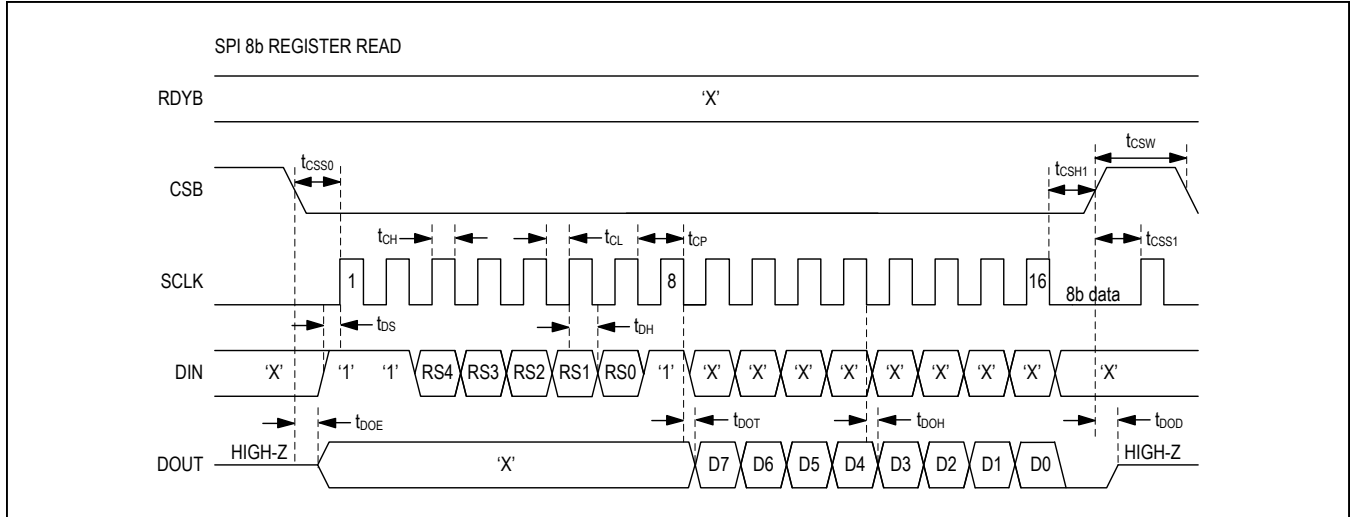 SPI 8b REGISTER READ
RDYB
‘X’
tCSW
tCSS0
tCSH1
CSB
tCH
tCL
tCP
tCSS1
SCLK
1
8
16
8b data
tDS
tDH
DIN
‘X’ ‘1’ ‘1’ RS4 RS3 RS2 RS1 RS0 ‘1’ ‘X’ ‘X’ ‘X’ ‘X’ ‘X’ ‘X’ ‘X’ ‘X’ ‘X’
tDOE
tDOT
tDOH
tDOD
DOUT
HIGH-Z
‘X’
D7 D6 D5 D4 D3 D2 D1 D0
HIGH-Z